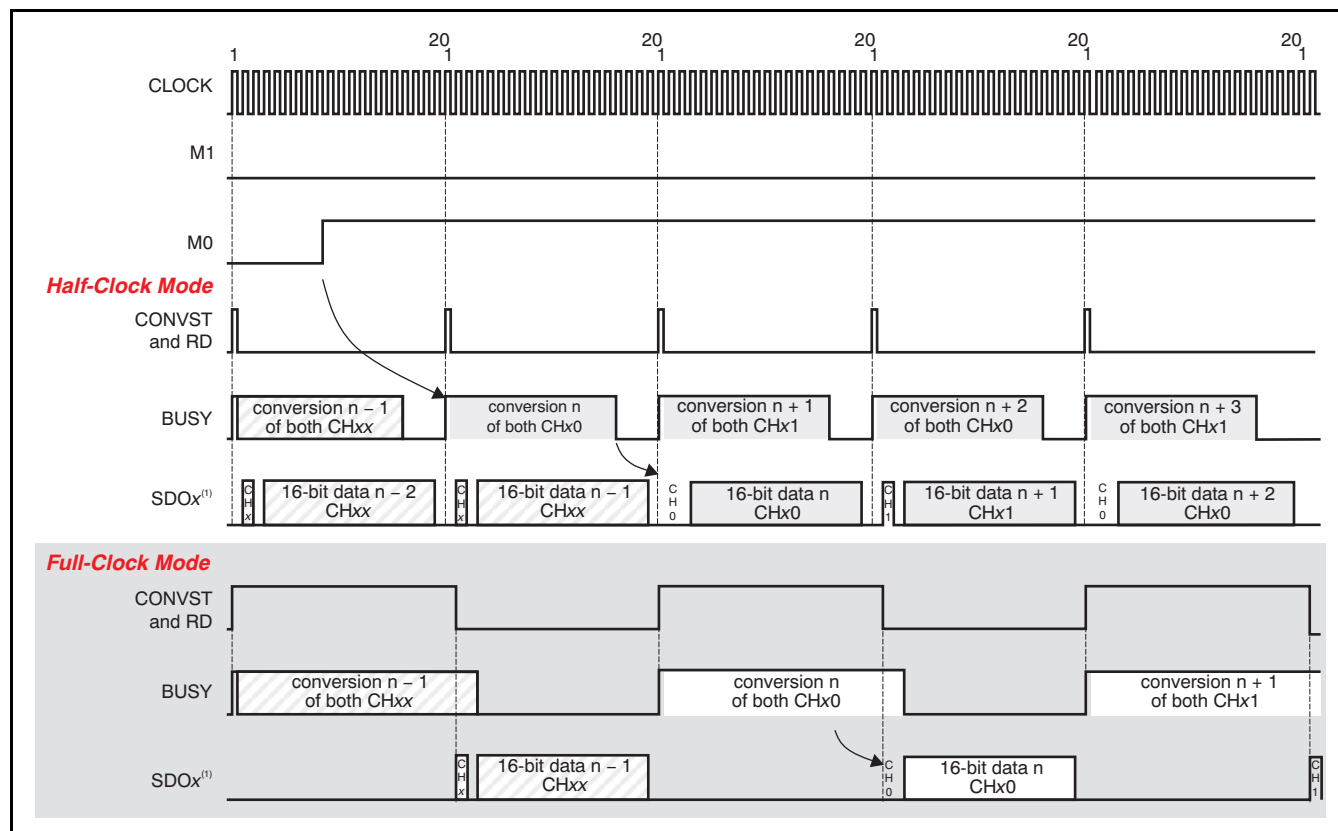 20 20 20 20 20
1 1 1 1 1 1
CLOCK
M1
M0
Half-Clock Mode
CONVST
and RD
BUSY
conversion n − 1
of both CHxx
conversion n
of both CHx0
conversion n + 1
of both CHx1
conversion n + 2
of both CHx0
conversion n + 3
of both CHx1
SDOx(1)
CHx
16-bit data n − 2
CHxx
CHx
16-bit data n − 1
CHxx
CH0
16-bit data n
CHx0
CH1
16-bit data n + 1
CHx1
CH0
16-bit data n + 2
CHx0
Full-Clock Mode
CONVST
and RD
BUSY
conversion n − 1
of both CHxx
conversion n
of both CHx0
conversion n + 1
of both CHx1
SDOx(1)
CHx
16-bit data n − 1
CHxx
CH0
16-bit data n
CHx0
CH1